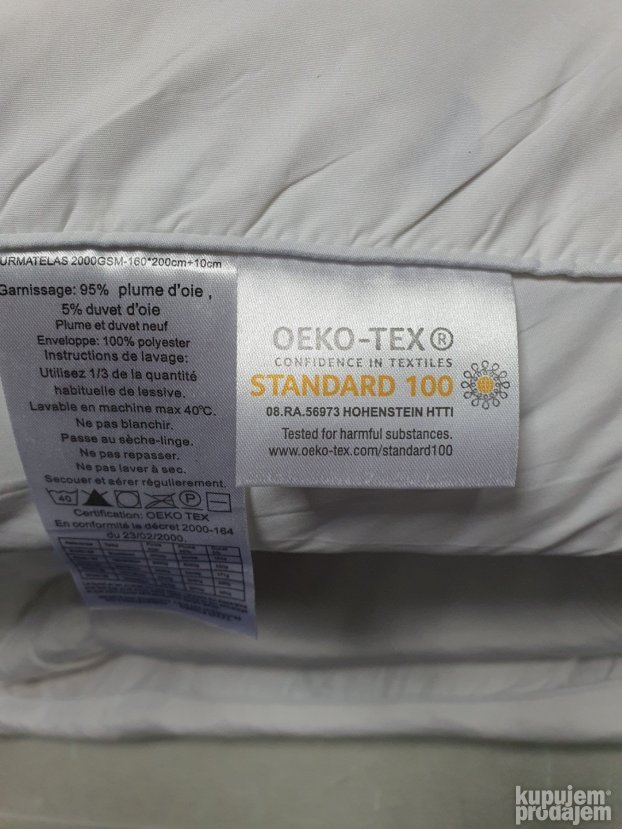 URMATELAS 2000GSM-160*200cm+10cm
Garnissage: 95% plume d'oie ,
5% duvet d'oie
Plume et duvet neuf
Enveloppe: 100% polyester
Instructions de lavage:
Utilisez 1/3 de la quantité
habituelle de lessive.
Lavable en machine max 40°C.
Ne pas blanchir.
Passe au sèche-linge.
Ne pas repasser.
Ne pas laver à sec.
Secouer et aérer régulierement.
40
Certification: OEKO TEX
En conformité la décret 2000-164
du 23/02/2000.
OEKO-TEX®
CONFIDENCE IN TEXTILES
STANDARD 100
08.RA.56973 HOHENSTEIN HTTI
Tested for harmful substances.
www.oeko-tex.com/standard100
kupujem
prodajem